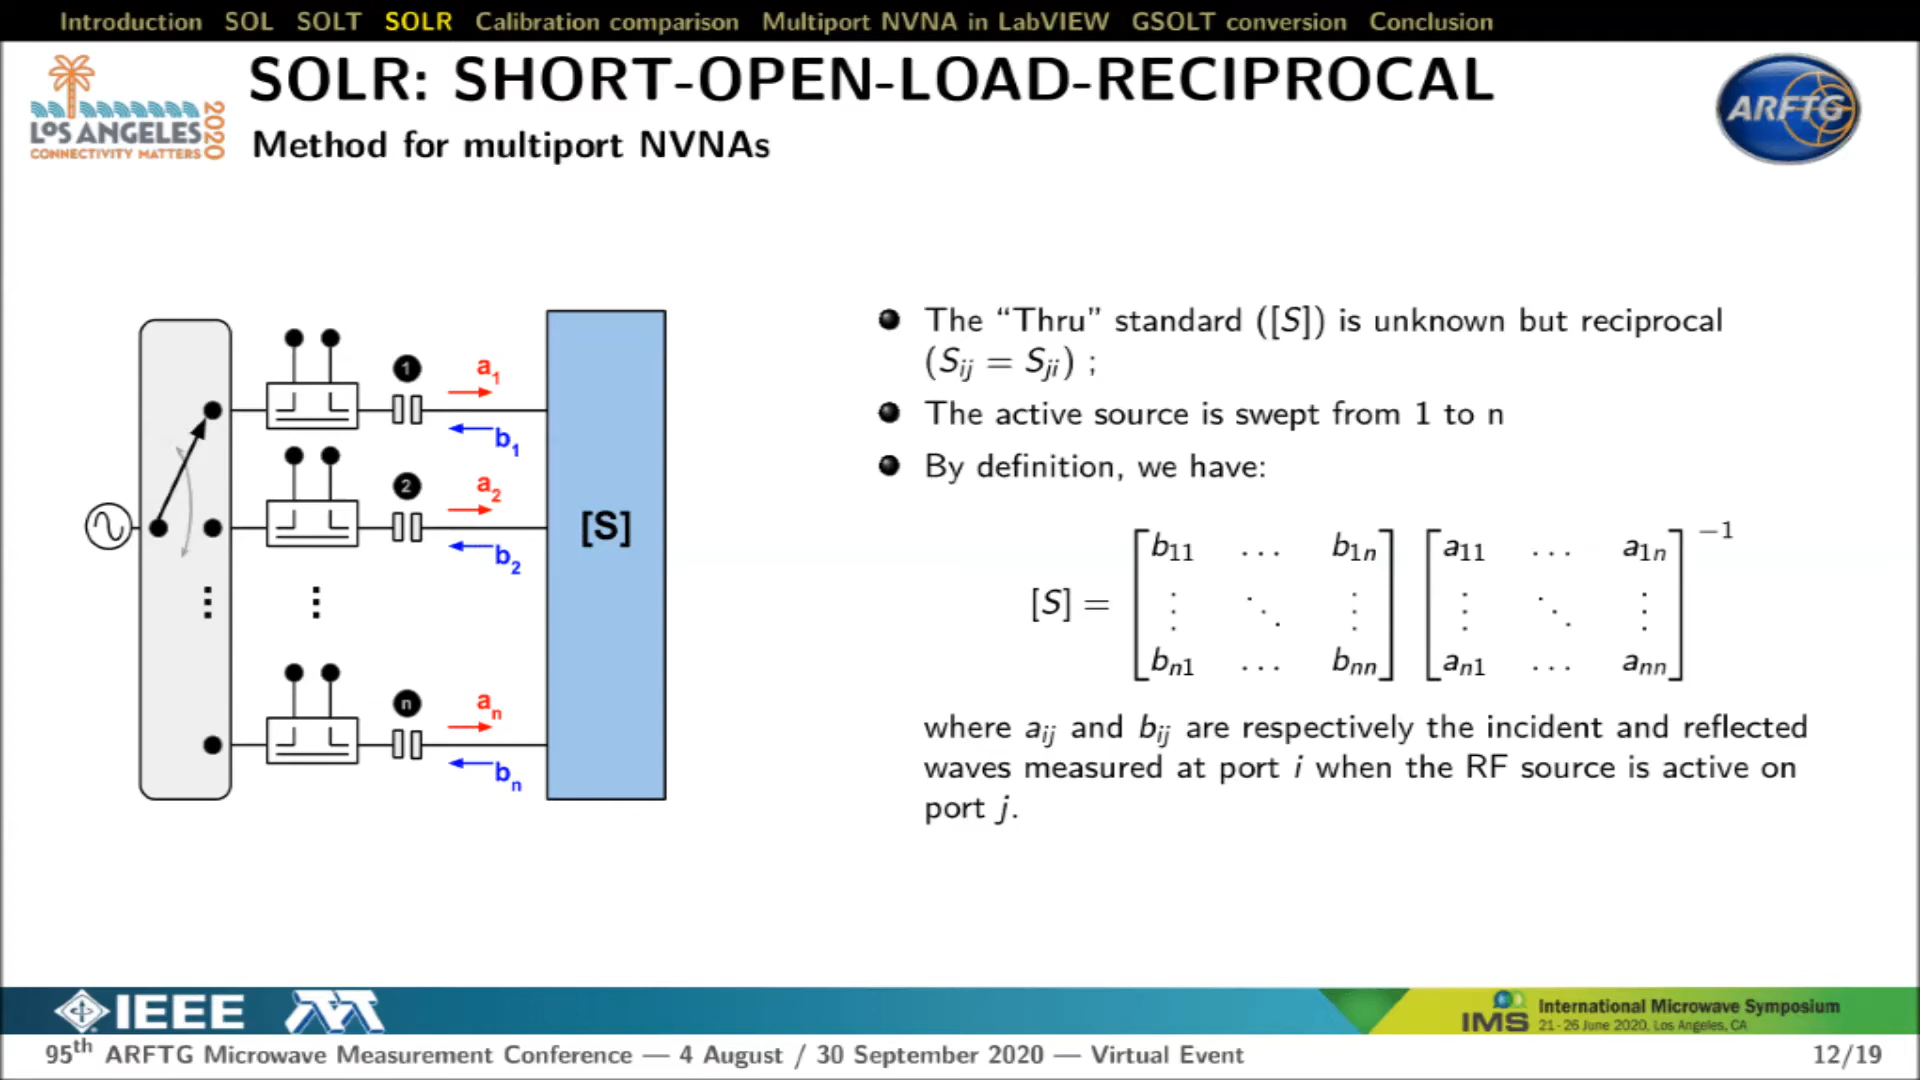 Introduction SOL SOLT SOLR Calibration comparison Multiport NVNA in LabVIEW GSOLT conversion Conclusion
LOS ANGELES 2020
CONNECTIVITY MATTERS
SOLR: SHORT-OPEN-LOAD-RECIPROCAL
Method for multiport NVNAs
ARFTG
1 a1
b1
2 a2
b2
[S]
⋮ ⋮
n an
bn
The “Thru” standard ([S]) is unknown but reciprocal
(Sij = Sji) ;
The active source is swept from 1 to n
By definition, we have:
[S] = [b11 ... b1n ⋮ ⋱ ⋮ bn1 ... bnn] [a11 ... a1n ⋮ ⋱ ⋮ an1 ... ann]^−1
where aij and bij are respectively the incident and reflected
waves measured at port i when the RF source is active on
port j.
IEEE
IMS International Microwave Symposium
21-26 June 2020, Los Angeles, CA
95th ARFTG Microwave Measurement Conference — 4 August / 30 September 2020 — Virtual Event 12/19